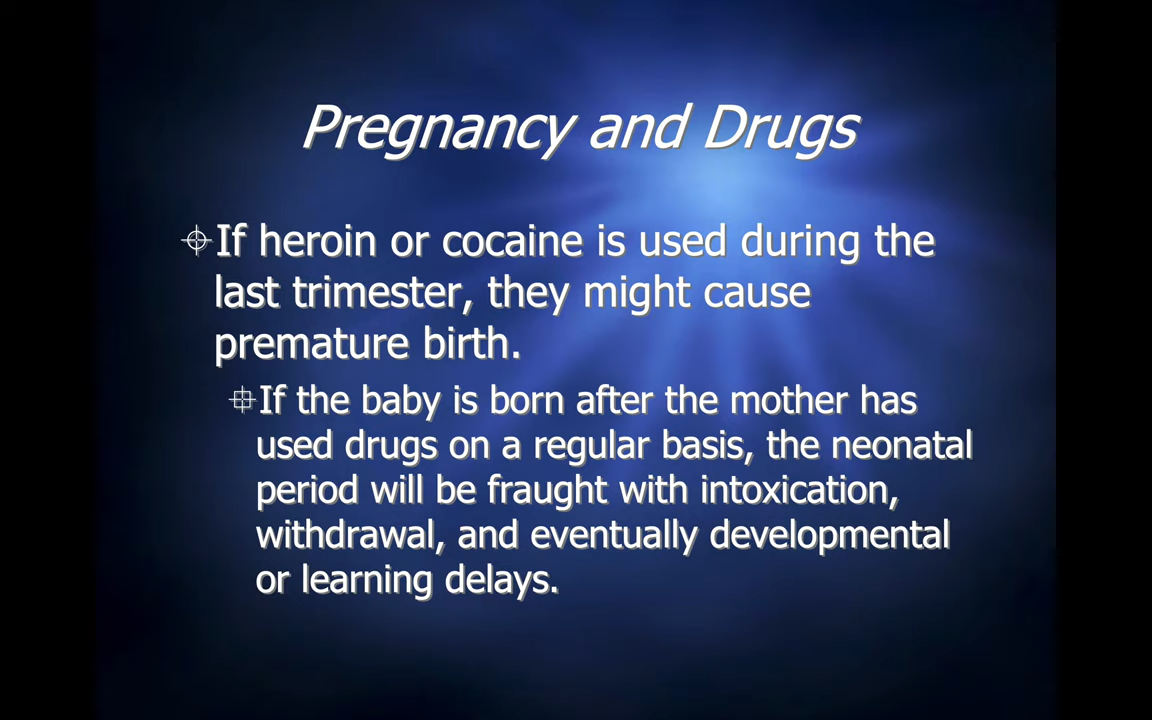 Pregnancy and Drugs
If heroin or cocaine is used during the
last trimester, they might cause
premature birth.
If the baby is born after the mother has
used drugs on a regular basis, the neonatal
period will be fraught with intoxication,
withdrawal, and eventually developmental
or learning delays.